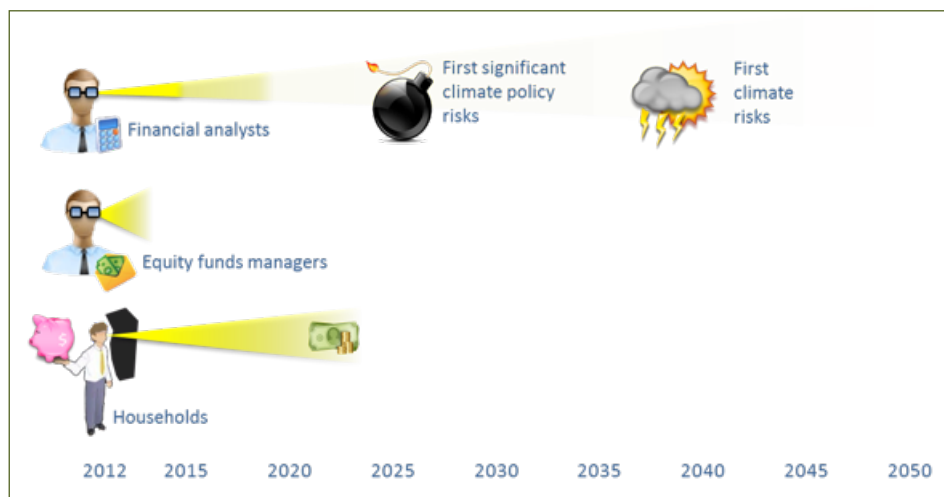 First significant
climate policy
risks
First
climate
risks
Financial analysts
Equity funds managers
Households
2012 2015 2020 2025 2030 2035 2040 2045 2050